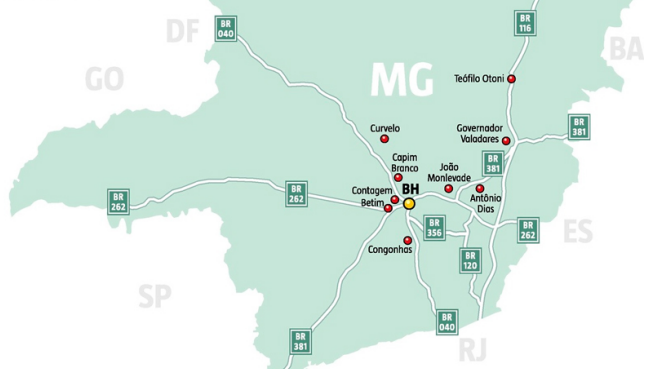 DF
BR
040
BR
116
BA
GO
MG
Teófilo Otoni
Curvelo
Governador
Valadares
BR
381
Capim
Branco
João
Monlevade
BR
381
Contagem
BH
Antônio
Dias
BR
262
BR
262
Betim
BR
356
BR
262
ES
Congonhas
BR
120
SP
BR
040
BR
381
RJ